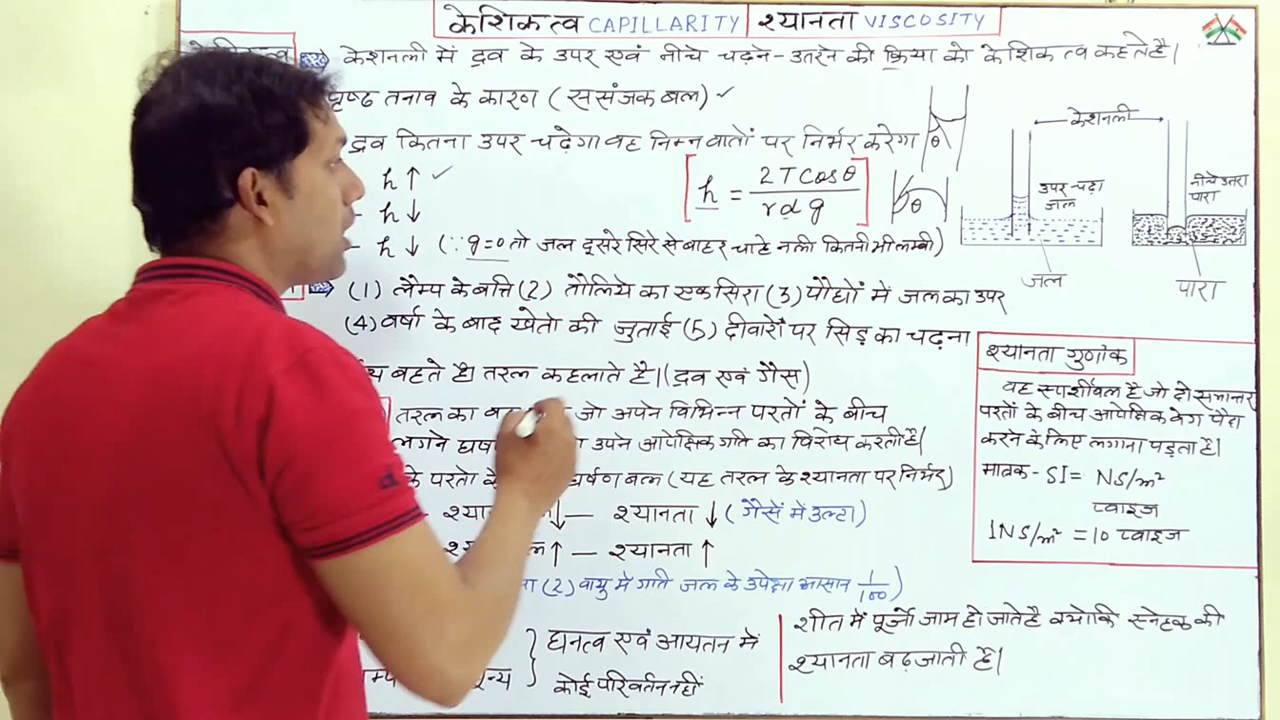 केशिकत्व CAPILLARITY श्यानता VISCOSITY
केशनली में द्रव के उपर एवं नीचे चढ़ने-उतरने की क्रिया को केशिकत्व कहते है।
पृष्ठ तनाव के कारण (ससंजक बल) ✓
द्रव कितना उपर चढ़ेगा वह निम्न बातों पर निर्भर करेगा
h ↑ ✓
- h ↓
h = 2TCosθ / rdg
- h ↓ (∵ g=0 तो जल दूसरे सिरे से बाहर चाहे नली कितनी भी लम्बी)
θ
θ
केशनली
उपर चढ़ा जल
नीचे उतरा पारा
जल
पारा
(1) लैम्प के बत्ति (2) तौलिये का एक सिरा (3) पौधों में जल का उपर
(4) वर्षा के बाद खेतो की जुताई (5) दीवारों पर सिड़ का चढ़ना
बहते है। तरल कहलाते है। (द्रव एवं गैस)
तरल का जो अपने विभिन्न परतों के बीच
लगने उपने आपेक्षिक गति का विरोध करती है।
के परतो के घर्षण बल (यह तरल के श्यानता पर निर्भर)
↓ — श्यानता ↓ (गैसें में उल्टा)
↑ — श्यानता ↑
(2) वायु मे गति जल के उपेक्षा आसान 1/100)
घनत्व एवं आयतन मे
कोई परिवर्तन नहीं
श्यानता गुणांक
वह स्पर्शीबल है जो दो समान्तर
परतों के बीच आपेक्षिक वेग पैदा
करने के लिए लगाना पड़ता है।
मात्रक - SI = NS/m²
प्वाइज
1NS/m² = 10 प्वाइज
शीत में पूर्जो जाम हो जाते है क्योकि स्नेहक की
श्यानता बढ़ जाती है।